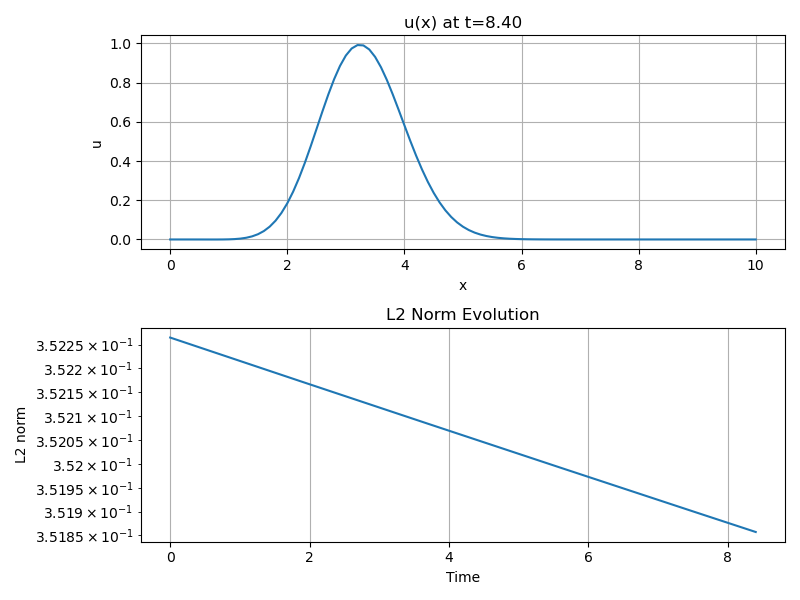 u(x) at t=8.40
1.0
0.8
0.6
0.4
0.2
0.0
u
0 2 4 6 8 10
x
L2 Norm Evolution
3.5225 × 10⁻¹
3.522 × 10⁻¹
3.5215 × 10⁻¹
3.521 × 10⁻¹
3.5205 × 10⁻¹
3.52 × 10⁻¹
3.5195 × 10⁻¹
3.519 × 10⁻¹
3.5185 × 10⁻¹
L2 norm
0 2 4 6 8
Time